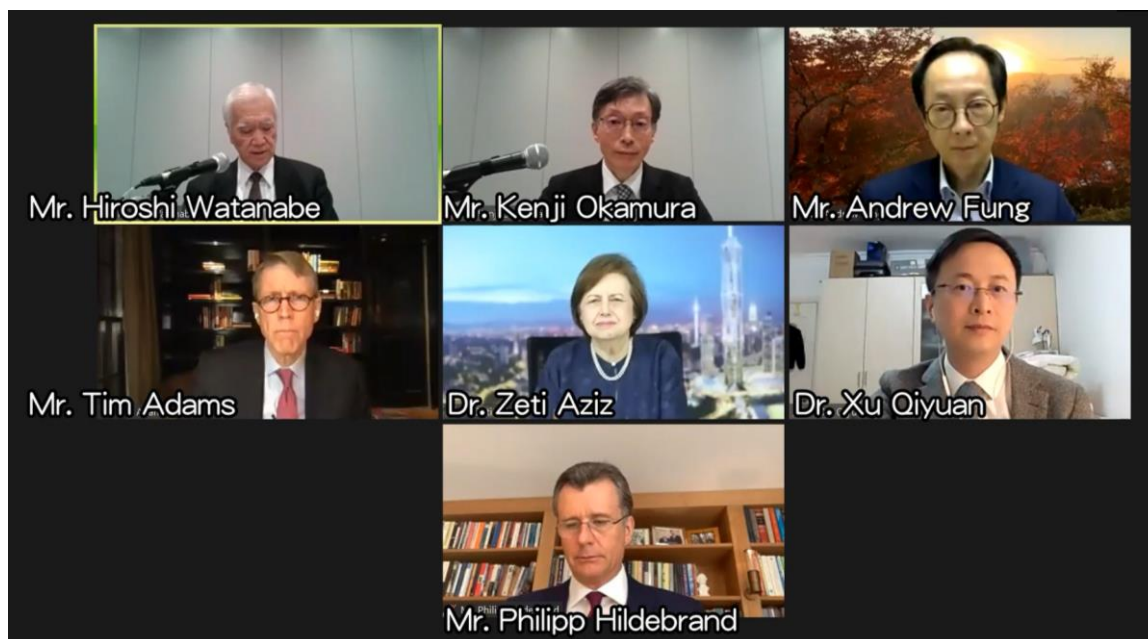 Mr. Hiroshi Watanabe
Mr. Kenji Okamura
Mr. Andrew Fung
Mr. Tim Adams
Dr. Zeti Aziz
Dr. Xu Qiyuan
Mr. Philipp Hildebrand